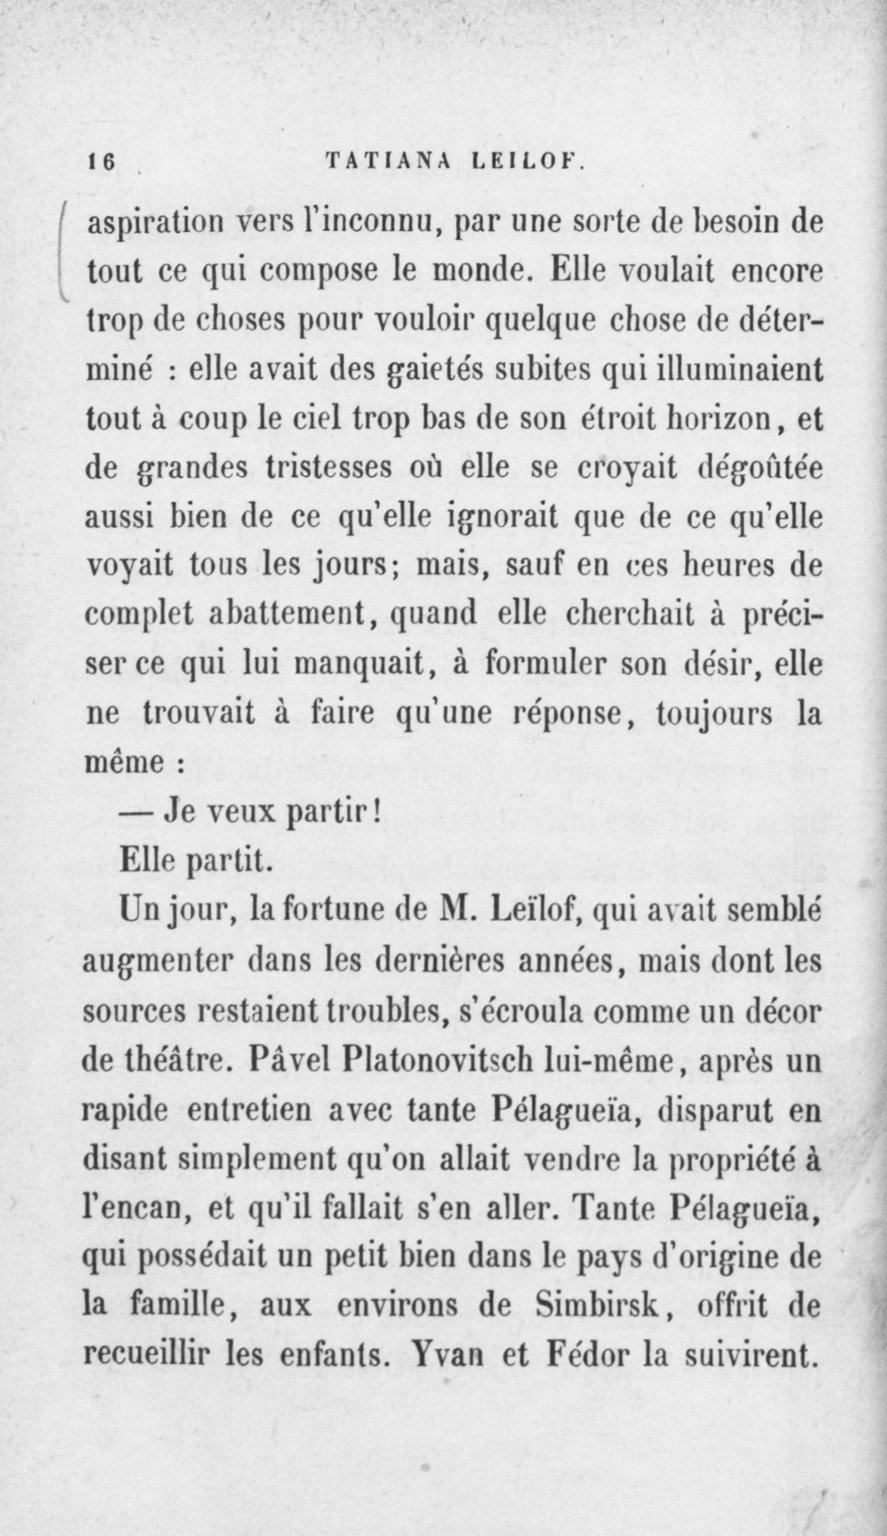 16 TATIANA LEILOF.
aspiration vers l'inconnu, par une sorte de besoin de
tout ce qui compose le monde. Elle voulait encore
trop de choses pour vouloir quelque chose de déter-
miné : elle avait des gaietés subites qui illuminaient
tout à coup le ciel trop bas de son étroit horizon, et
de grandes tristesses où elle se croyait dégoûtée
aussi bien de ce qu'elle ignorait que de ce qu'elle
voyait tous les jours; mais, sauf en ces heures de
complet abattement, quand elle cherchait à préci-
ser ce qui lui manquait, à formuler son désir, elle
ne trouvait à faire qu'une réponse, toujours la
même :
— Je veux partir!
Elle partit.
Un jour, la fortune de M. Leïlof, qui avait semblé
augmenter dans les dernières années, mais dont les
sources restaient troubles, s'écroula comme un décor
de théâtre. Pâvel Platonovitsch lui-même, après un
rapide entretien avec tante Pélagueïa, disparut en
disant simplement qu'on allait vendre la propriété à
l'encan, et qu'il fallait s'en aller. Tante Pélagueïa,
qui possédait un petit bien dans le pays d'origine de
la famille, aux environs de Simbirsk, offrit de
recueillir les enfants. Yvan et Fédor la suivirent.